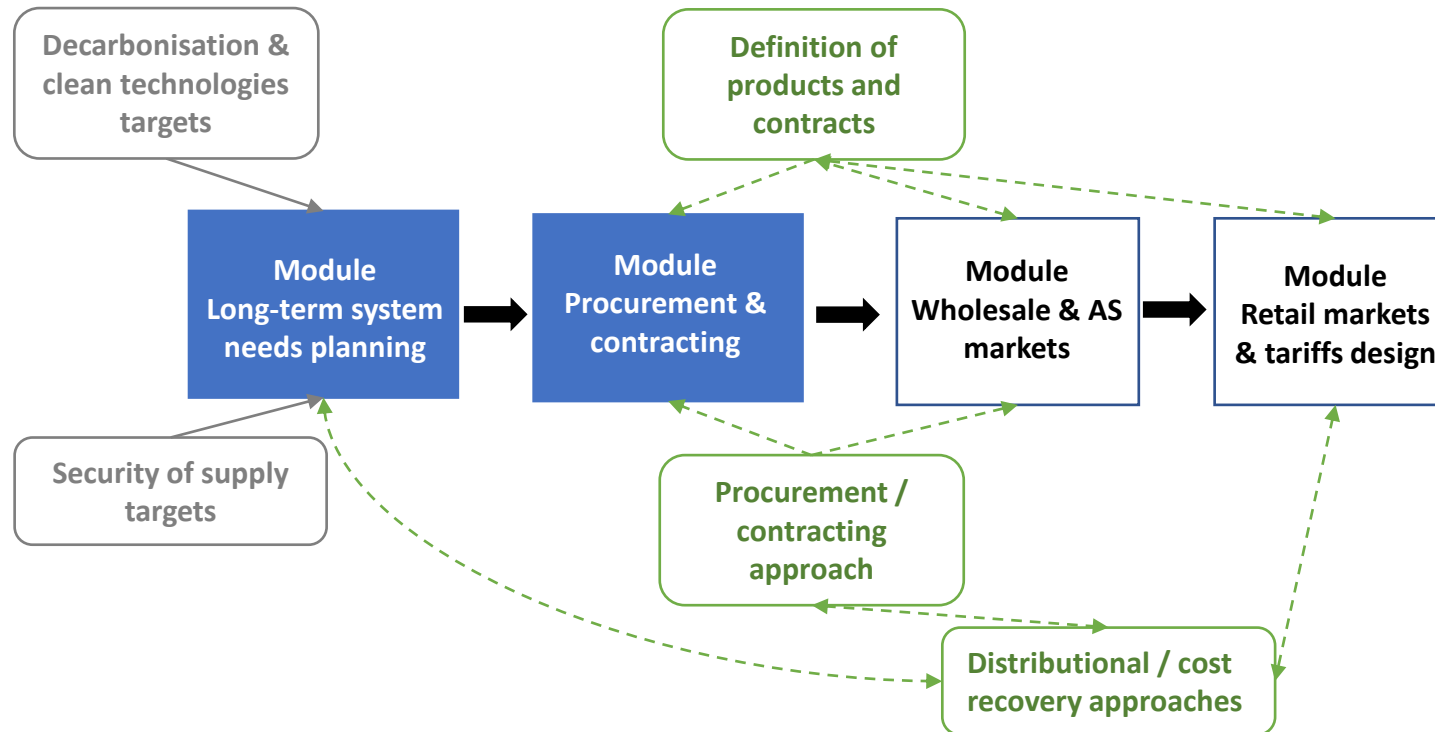 Decarbonisation &
clean technologies
targets
Definition of
products and
contracts
Module
Long-term system
needs planning
Module
Procurement &
contracting
Module
Wholesale & AS
markets
Module
Retail markets
& tariffs design
Security of supply
targets
Procurement /
contracting
approach
Distributional / cost
recovery approaches